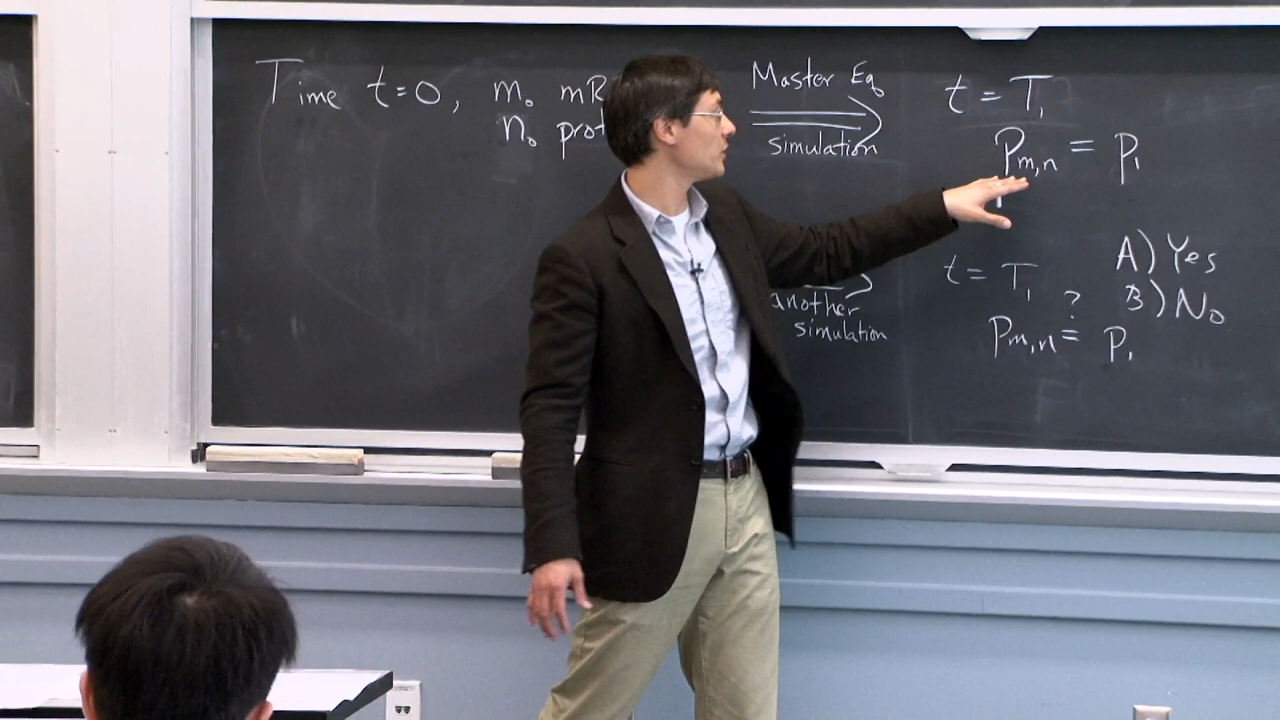 Time t=0, m₀ mR
n₀ prot
Master Eq
simulation
t = T₁
Pm,n = p₁
another
simulation
t = T₁
?
Pm,n = p₁
A) Yes
B) No